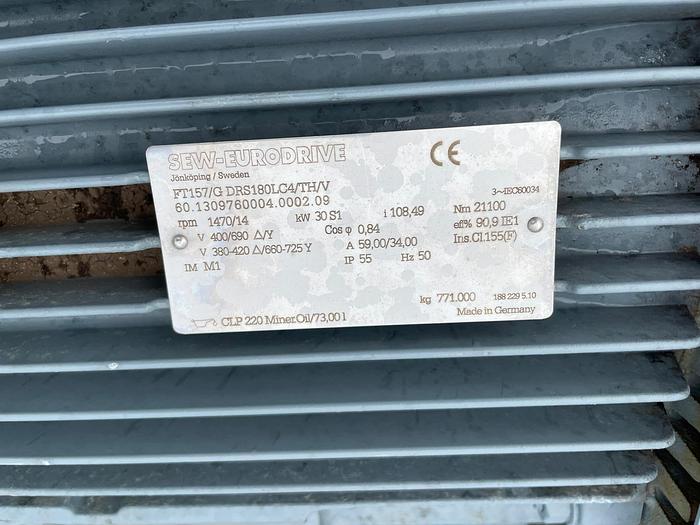 SEW-EURODRIVE CE
Jönköping / Sweden
FT157/G DRS180LC4/TH/V 3~IEC60034
60.1309760004.0002.09
rpm 1470/14 kW 30 S1 i 108,49 Nm 21100
V 400/690 △/Y Cos φ 0,84 eff% 90,9 IE1
V 380-420 △/660-725 Y A 59,00/34,00 Ins.Cl.155(F)
IM M1 IP 55 Hz 50
kg 771.000 188 229 5.10
CLP 220 Miner.Oil/73,00 l Made in Germany